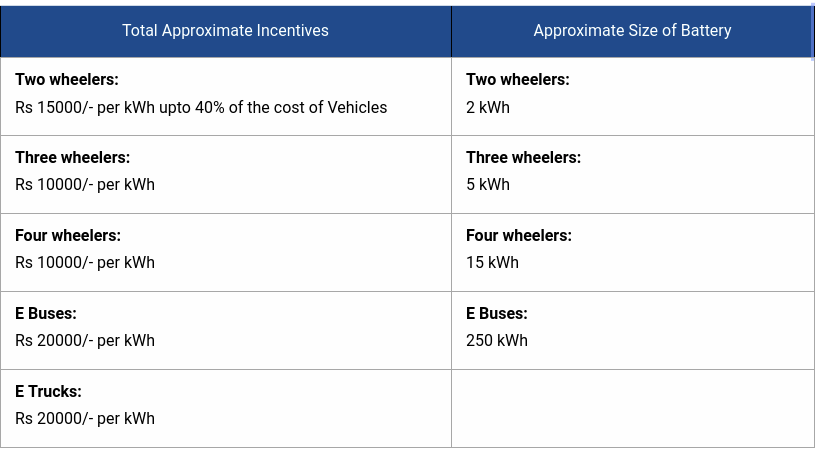 Total Approximate Incentives
Approximate Size of Battery
Two wheelers:
Rs 15000/- per kWh upto 40% of the cost of Vehicles
Two wheelers:
2 kWh
Three wheelers:
Rs 10000/- per kWh
Three wheelers:
5 kWh
Four wheelers:
Rs 10000/- per kWh
Four wheelers:
15 kWh
E Buses:
Rs 20000/- per kWh
E Buses:
250 kWh
E Trucks:
Rs 20000/- per kWh